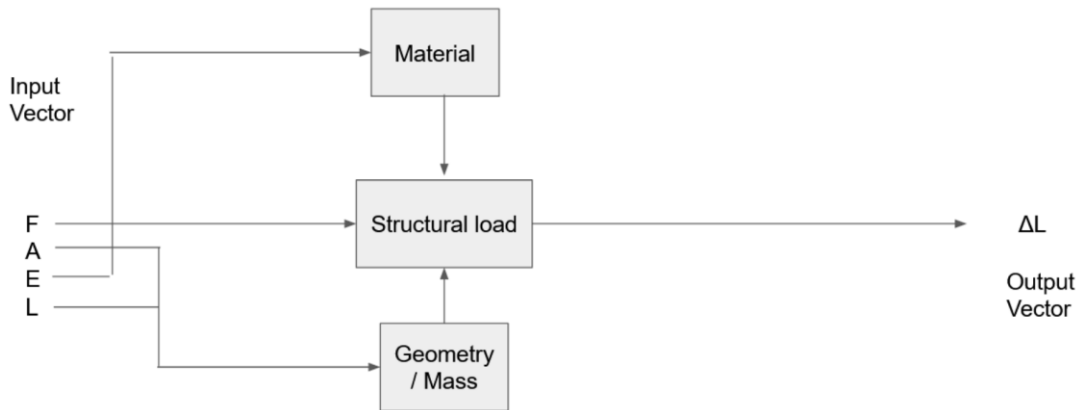 Material
Input
Vector
F
Structural load
ΔL
A
E
Output
Vector
L
Geometry
/ Mass